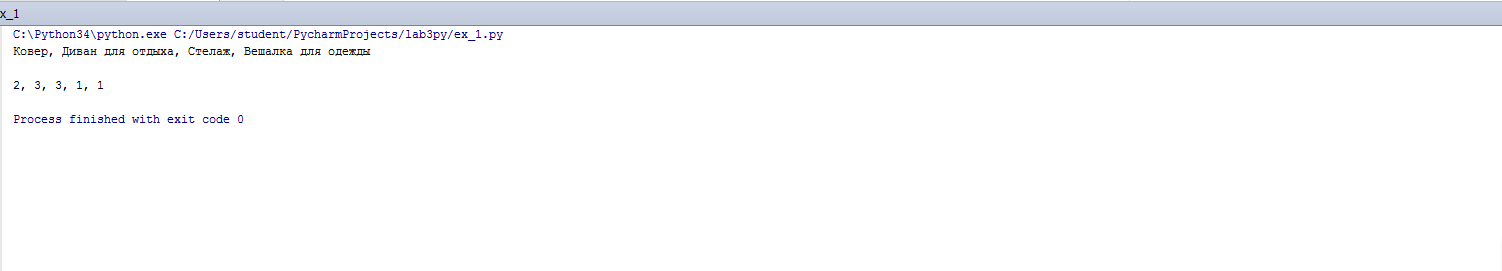 x_1
C:\Python34\python.exe C:/Users/student/PycharmProjects/lab3py/ex_1.py
Ковер, Диван для отдыха, Стелаж, Вешалка для одежды
2, 3, 3, 1, 1
Process finished with exit code 0